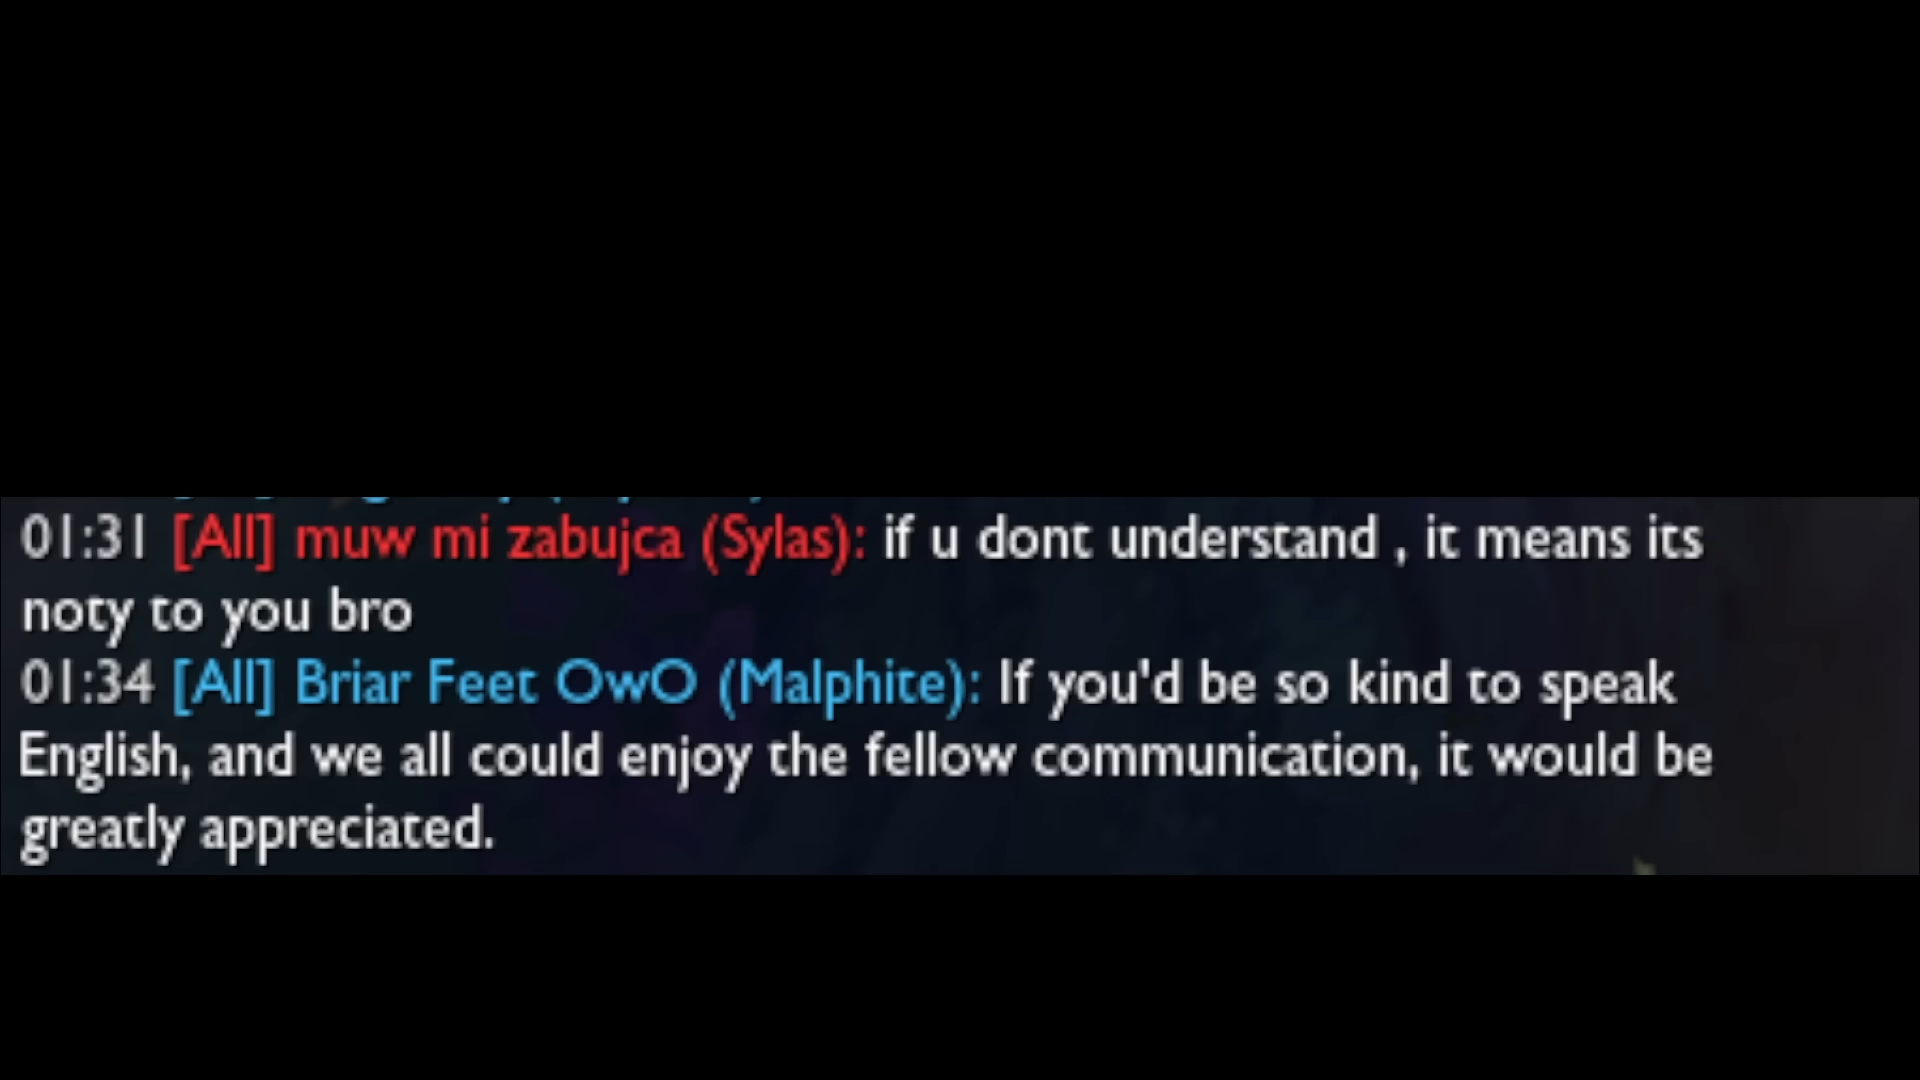 01:31 [All] muw mi zabujca (Sylas): if u dont understand , it means its
noty to you bro
01:34 [All] Briar Feet OwO (Malphite): If you'd be so kind to speak
English, and we all could enjoy the fellow communication, it would be
greatly appreciated.